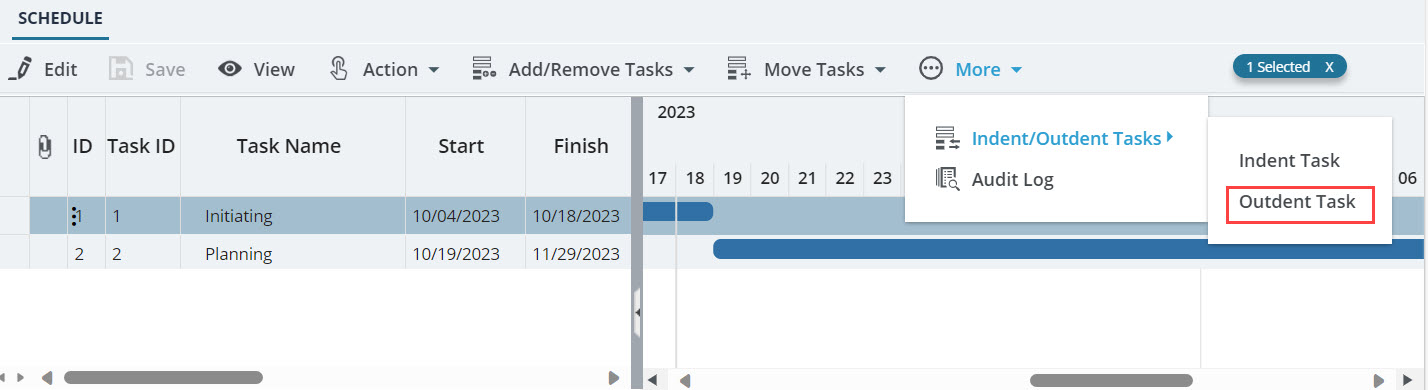 SCHEDULE
Edit Save View Action Add/Remove Tasks Move Tasks More 1 Selected X
2023
Indent/Outdent Tasks
Audit Log
Indent Task
Outdent Task
ID Task ID Task Name Start Finish
17 18 19 20 21 22 23 06
1 1 Initiating 10/04/2023 10/18/2023
2 2 Planning 10/19/2023 11/29/2023